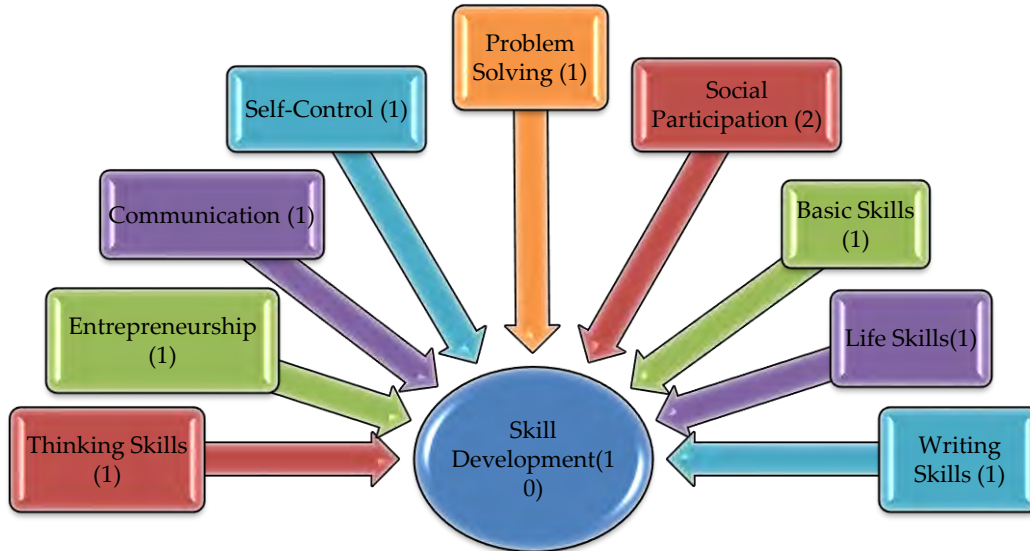 Problem
Solving (1)
Social
Participation (2)
Self-Control (1)
Communication (1)
Basic Skills
(1)
Entrepreneurship
(1)
Life Skills(1)
Thinking Skills
(1)
Skill
Development(1
0)
Writing
Skills (1)